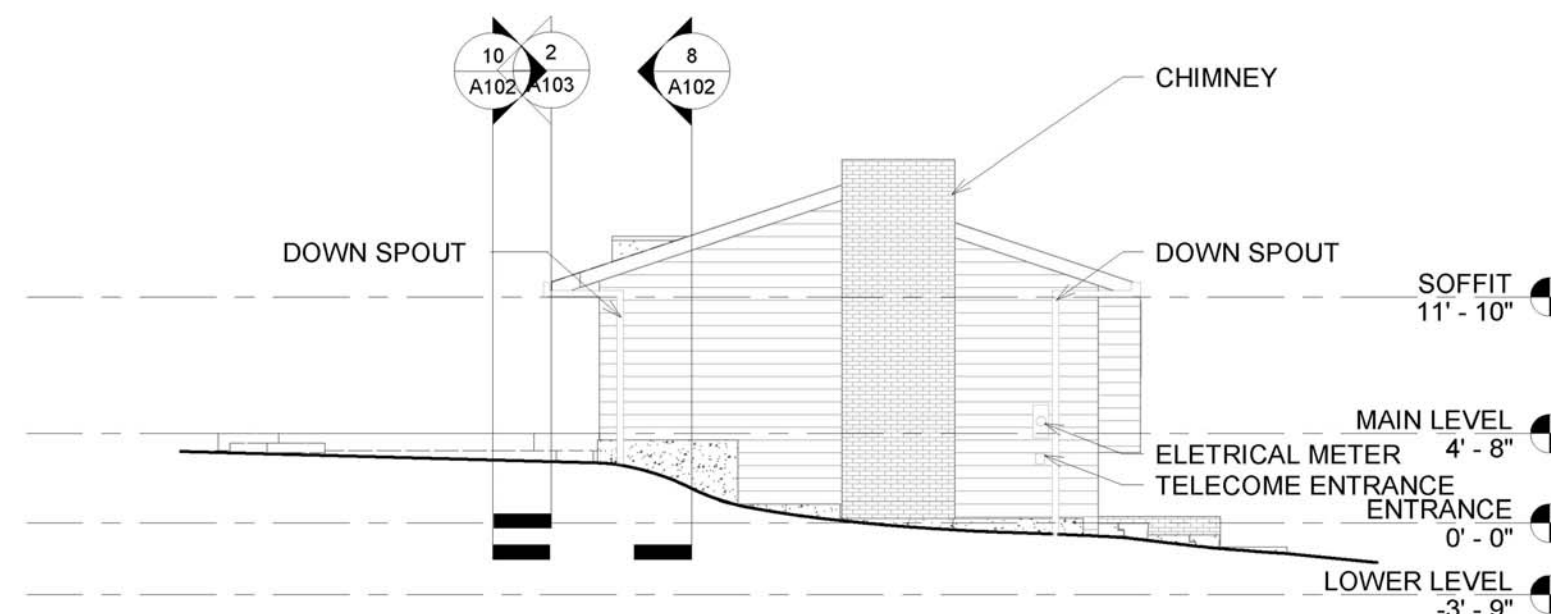 10
A102
2
A103
8
A102
CHIMNEY
DOWN SPOUT
DOWN SPOUT
SOFFIT
11' - 10"
MAIN LEVEL
4' - 8"
ELETRICAL METER
TELECOME ENTRANCE
ENTRANCE
0' - 0"
LOWER LEVEL
-3' - 9"